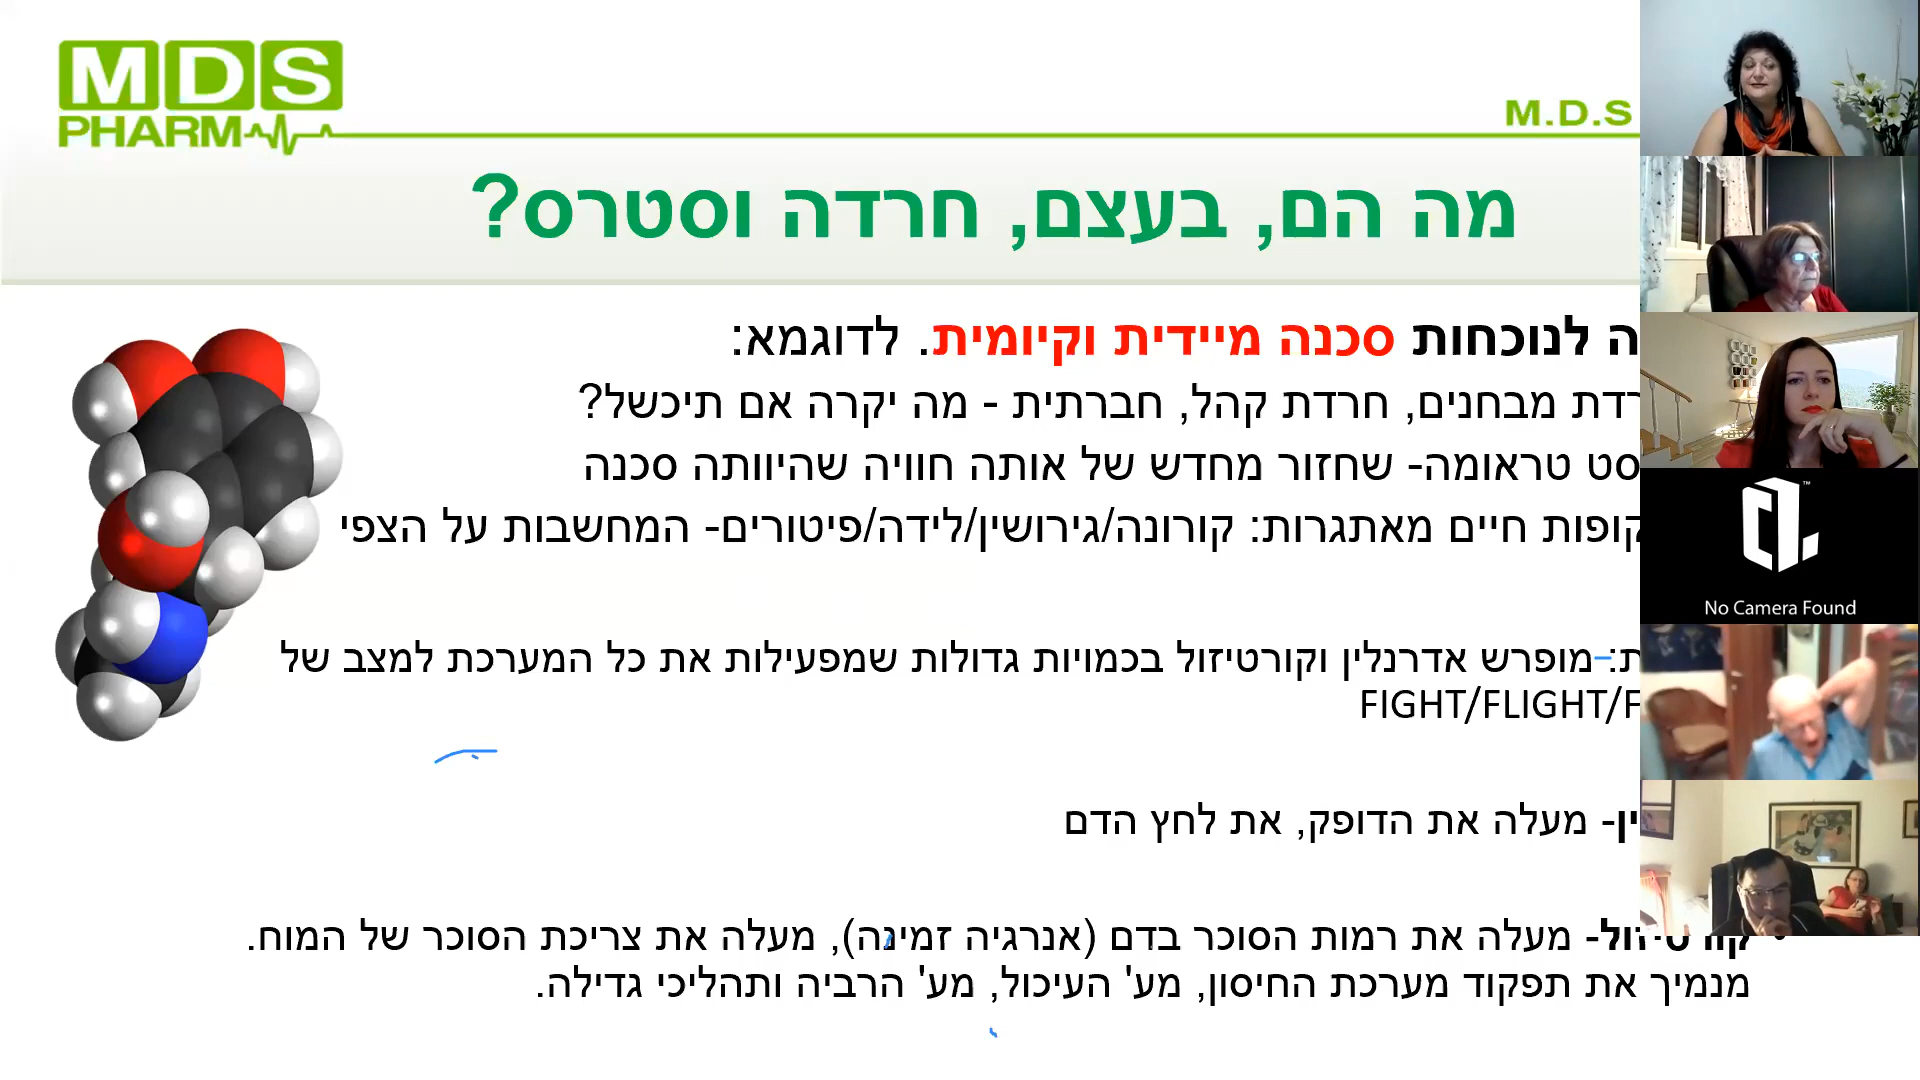 MDS
PHARM
M.D.S
מה הם, בעצם, חרדה וסטרס?
לנוכחות סכנה מיידית וקיומית. לדוגמא:
מבחנים, חרדת קהל, חברתית - מה יקרה אם תיכשל?
טראומה- שחזור מחדש של אותה חוויה שהיוותה סכנה
חיים מאתגרות: קורונה/גירושין/לידה/פיטורים- המחשבות על הצפי
מופרש אדרנלין וקורטיזול בכמויות גדולות שמפעילות את כל המערכת למצב של
FIGHT/FLIGHT/F
מעלה את הדופק, את לחץ הדם
קורטיזול- מעלה את רמות הסוכר בדם (אנרגיה זמינה), מעלה את צריכת הסוכר של המוח.
מנמיך את תפקוד מערכת החיסון, מע' העיכול, מע' הרביה ותהליכי גדילה.
No Camera Found